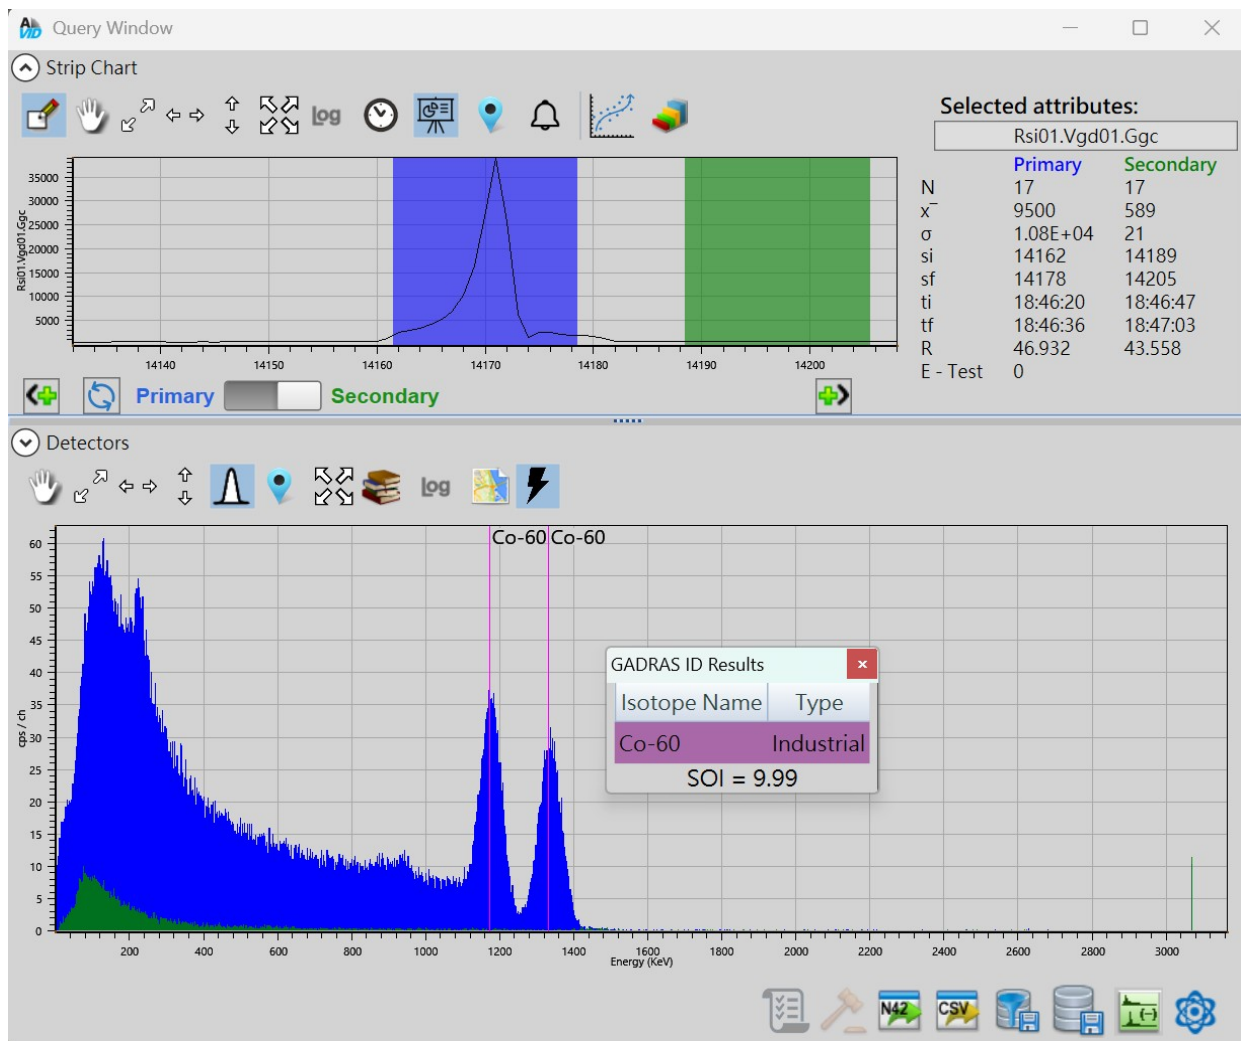 AVID Query Window
Strip Chart
Log
Selected attributes:
Rsi01.Vgd01.Ggc
Primary Secondary
N 17 17
x̄ 9500 589
σ 1.08E+04 21
si 14162 14189
sf 14178 14205
ti 18:46:20 18:46:47
tf 18:46:36 18:47:03
R 46.932 43.558
E - Test 0
Rsi01.Vgd01.Ggc
35000
30000
25000
20000
15000
10000
5000
14140 14150 14160 14170 14180 14190 14200
Primary Secondary
Detectors
Log
cps / ch
60
55
50
45
40
35
30
25
20
15
10
5
0
Co-60 Co-60
GADRAS ID Results
Isotope Name Type
Co-60 Industrial
SOI = 9.99
200 400 600 800 1000 1200 1400 1600 1800 2000 2200 2400 2600 2800 3000
Energy (KeV)
N42 CSV